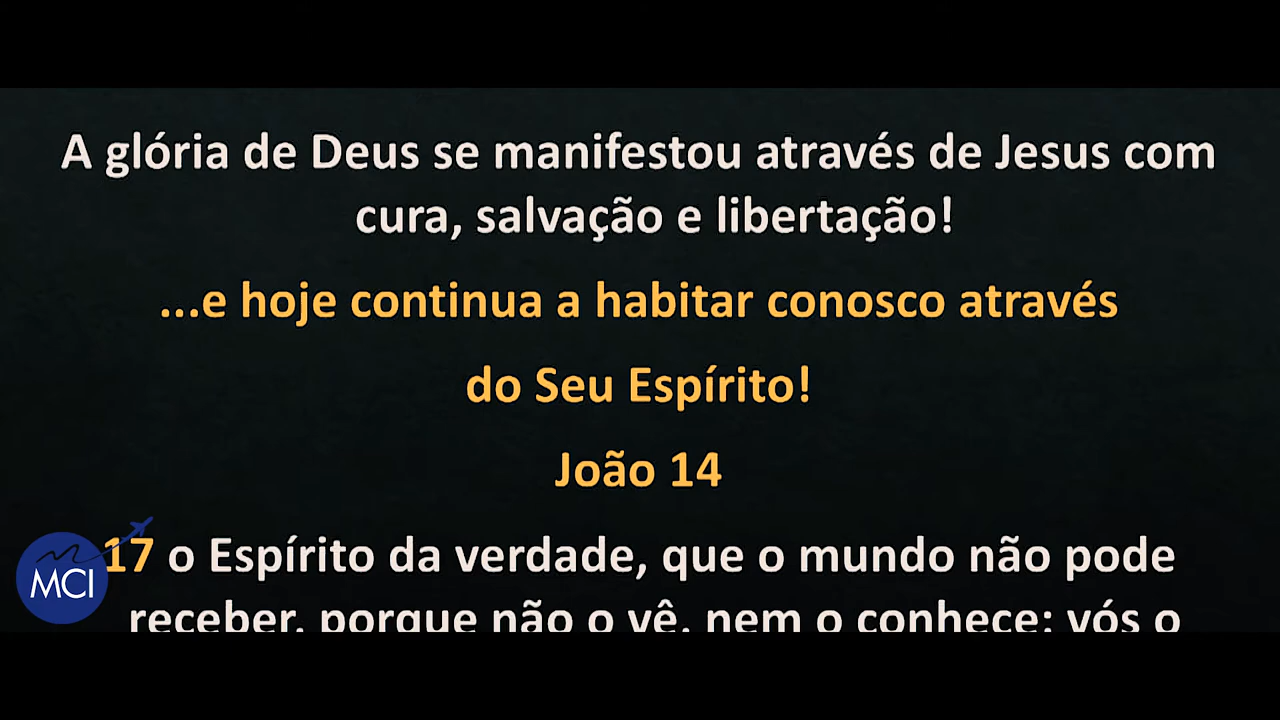 A glória de Deus se manifestou através de Jesus com
cura, salvação e libertação!
...e hoje continua a habitar conosco através
do Seu Espírito!
João 14
17 o Espírito da verdade, que o mundo não pode
receber, porque não o vê, nem o conhece; vós o
MCI